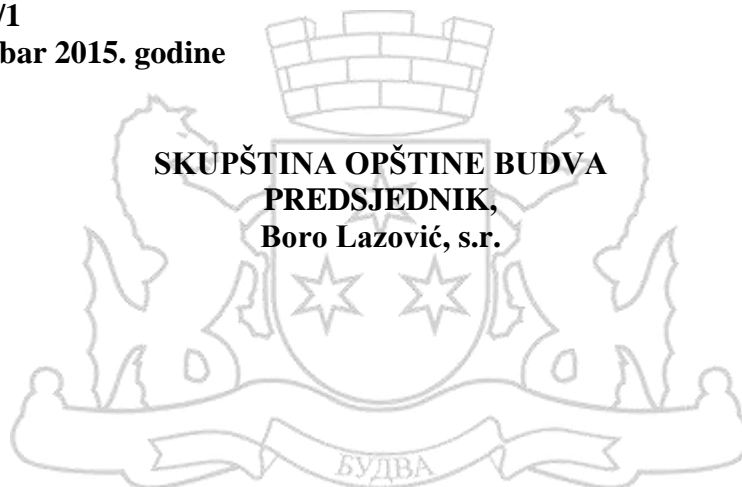 /1
bar 2015. godine
SKUPŠTINA OPŠTINE BUDVA
PREDSJEDNIK,
Boro Lazović, s.r.
БУДВА